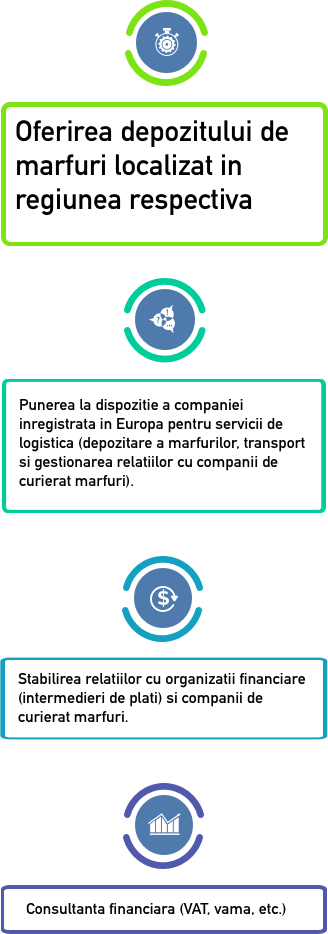 Oferirea depozitului de
marfuri localizat in
regiunea respectiva
Punerea la dispozitie a companiei
inregistrata in Europa pentru servicii de
logistica (depozitare a marfurilor, transport
si gestionarea relatiilor cu companii de
curierat marfuri).
$
Stabilirea relatiilor cu organizatii financiare
(intermedieri de plati) si companii de
curierat marfuri.
Consultanta financiara (VAT, vama, etc.)